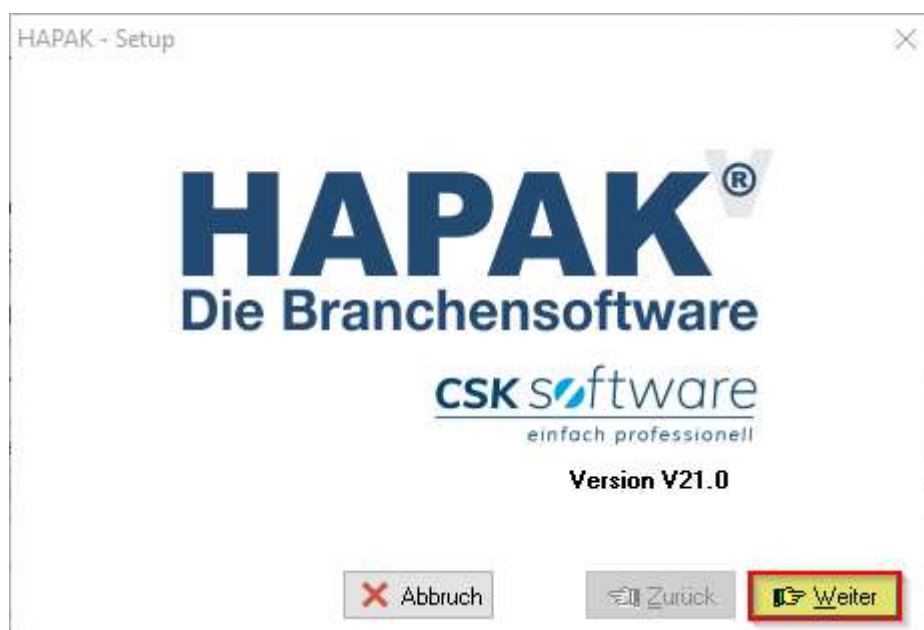 HAPAK - Setup
HAPAK®
Die Branchensoftware
CSK software
einfach professionell
Version V21.0
Abbruch Zurück Weiter